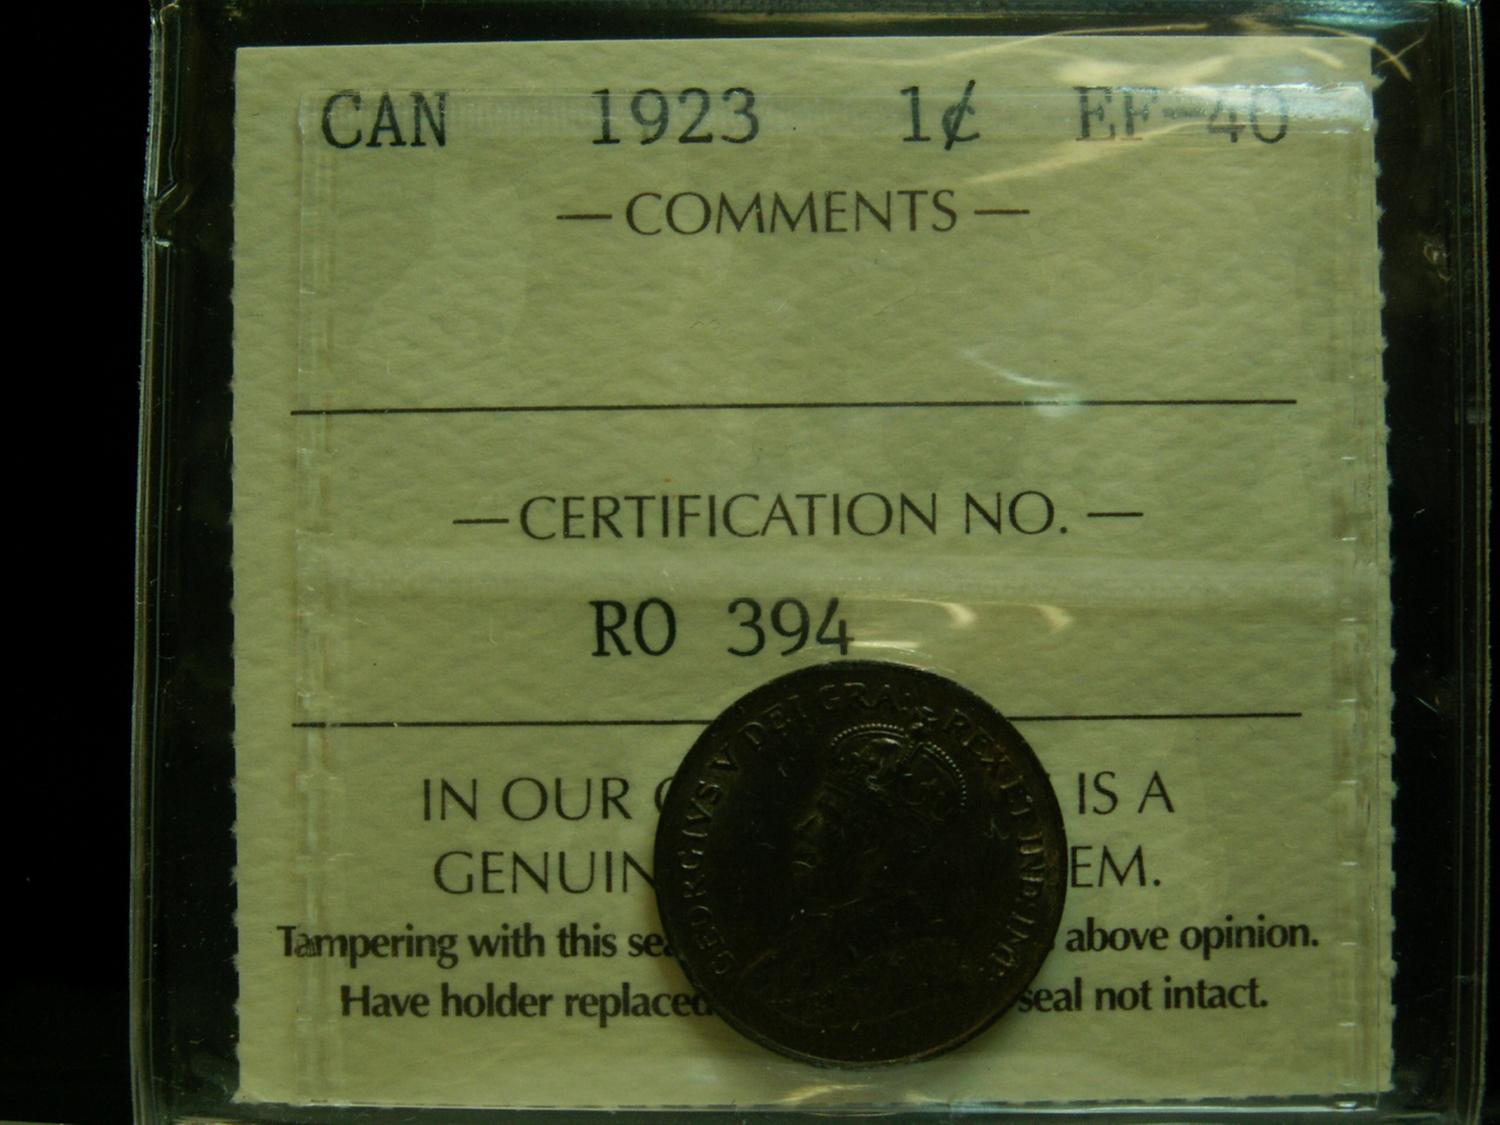 CAN 1923 1¢ EF-40
— COMMENTS —
— CERTIFICATION NO. —
RO 394
IN OUR IS A
GENUIN EM.
Tampering with this sea above opinion.
Have holder replaced seal not intact.
GEORGIVS V DEI GRA: REX ET IND:IMP: